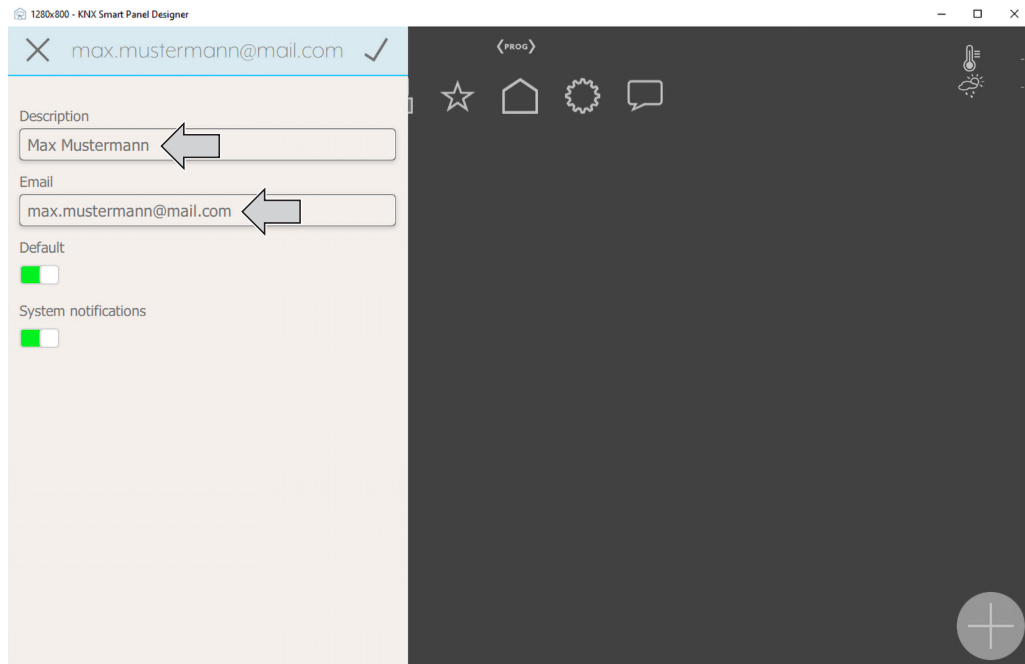 1280x800 - KNX Smart Panel Designer
max.mustermann@mail.com
PROG
Description
Max Mustermann
Email
max.mustermann@mail.com
Default
System notifications